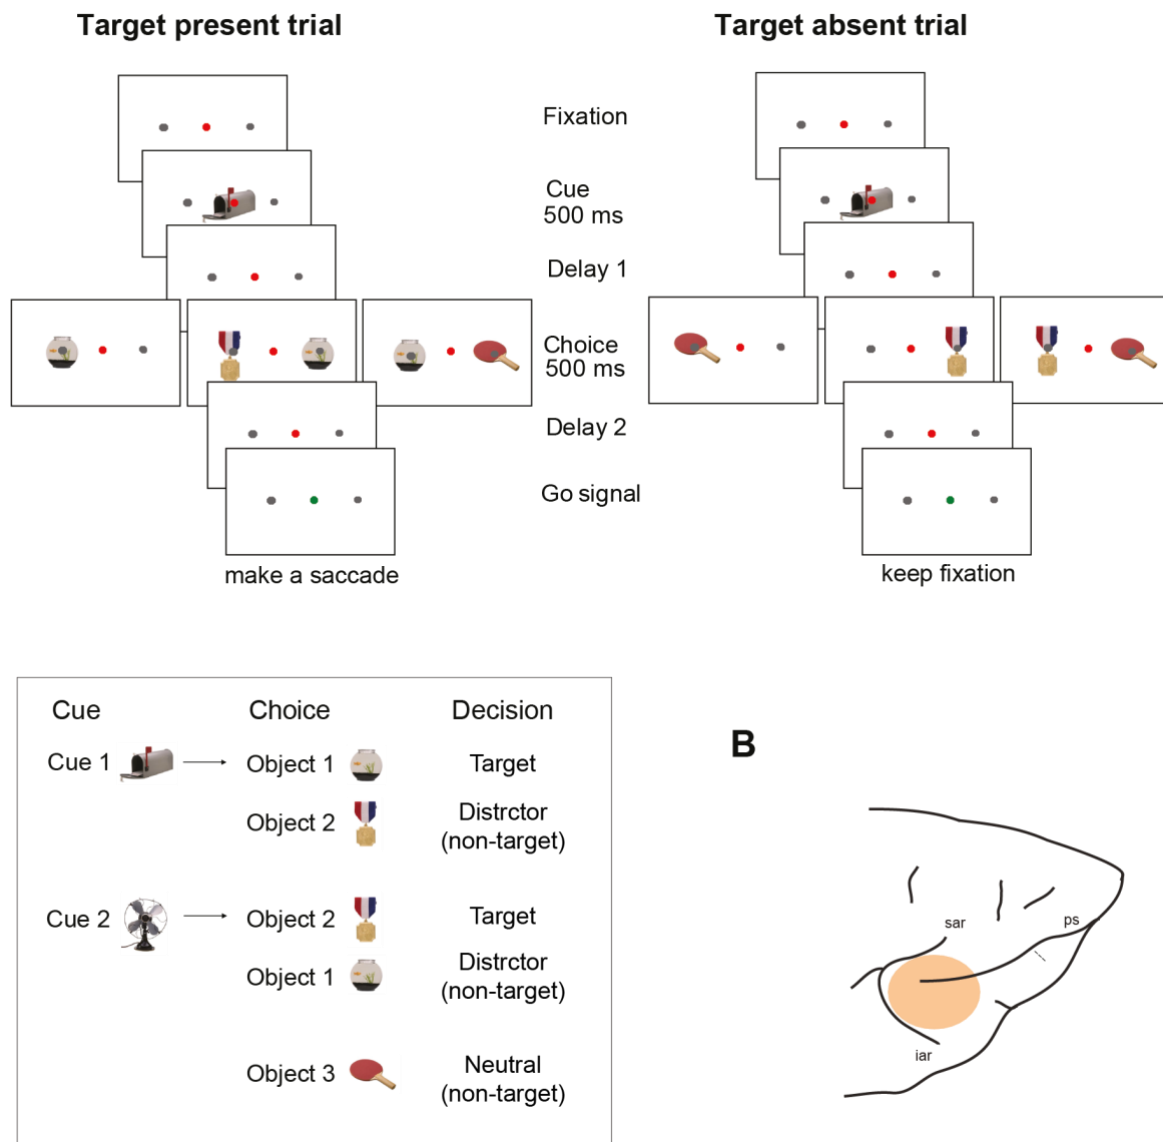 Target present trial
Target absent trial
Fixation
Cue
500 ms
Delay 1
Choice
500 ms
Delay 2
Go signal
make a saccade
keep fixation
Cue
Choice
Decision
Cue 1
Object 1
Target
Object 2
Distrctor
(non-target)
Cue 2
Object 2
Target
Object 1
Distrctor
(non-target)
Object 3
Neutral
(non-target)
B
sar
ps
iar